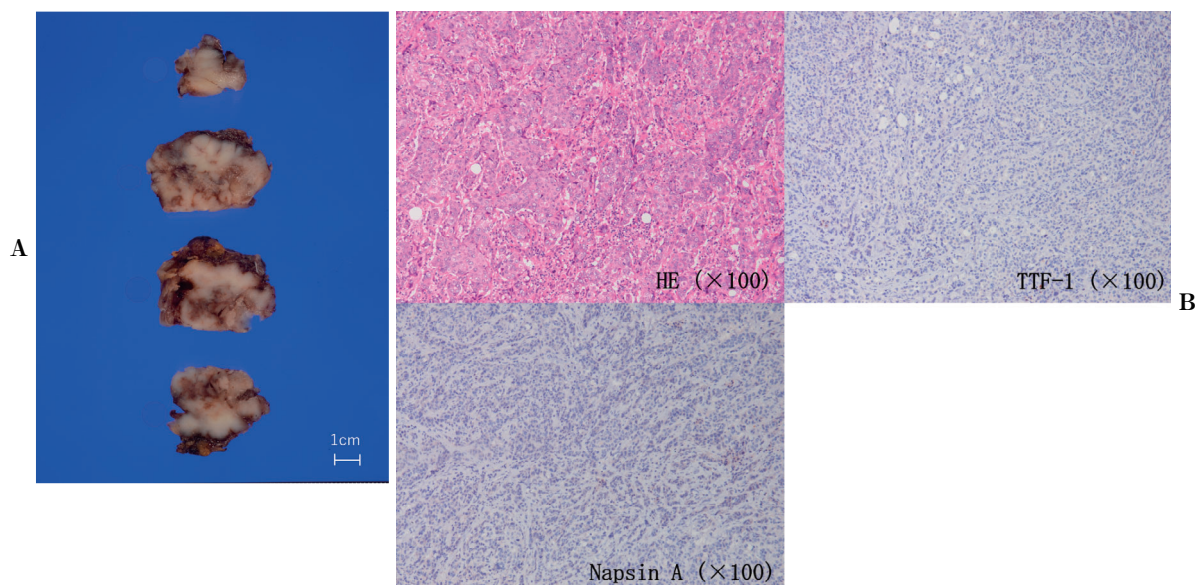 A
1cm
HE (×100)
TTF-1 (×100)
B
Napsin A (×100)